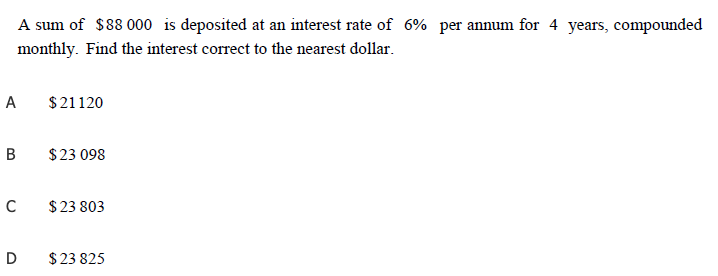 A sum of $88 000 is deposited at an interest rate of 6% per annum for 4 years, compounded
monthly. Find the interest correct to the nearest dollar.
A $21120
B $23 098
C $23 803
D $23 825